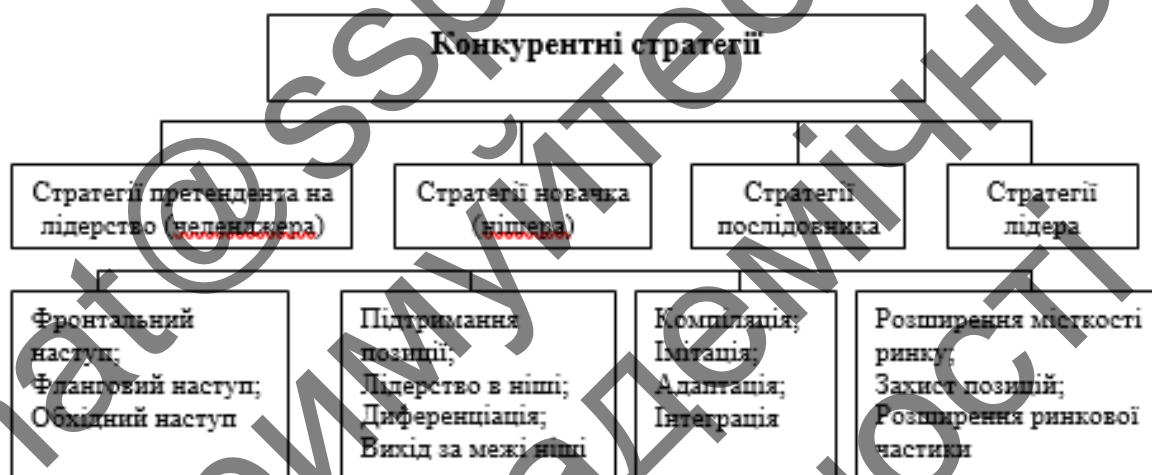 Конкурентні стратегії
Стратегії претендента на
лідерство (челенджера)
Стратегії новачка
(нішера)
Стратегії
послідовника
Стратегії
лідера
Фронтальний
наступ;
Фланговий наступ;
Обхідний наступ
Підтримання
позиції;
Лідерство в ніші;
Диференціація;
Вихід за межі ніші
Компіляція;
Імітація;
Адаптація;
Інтеграція
Розширення місткості
ринку;
Захист позицій;
Розширення ринкової
частики